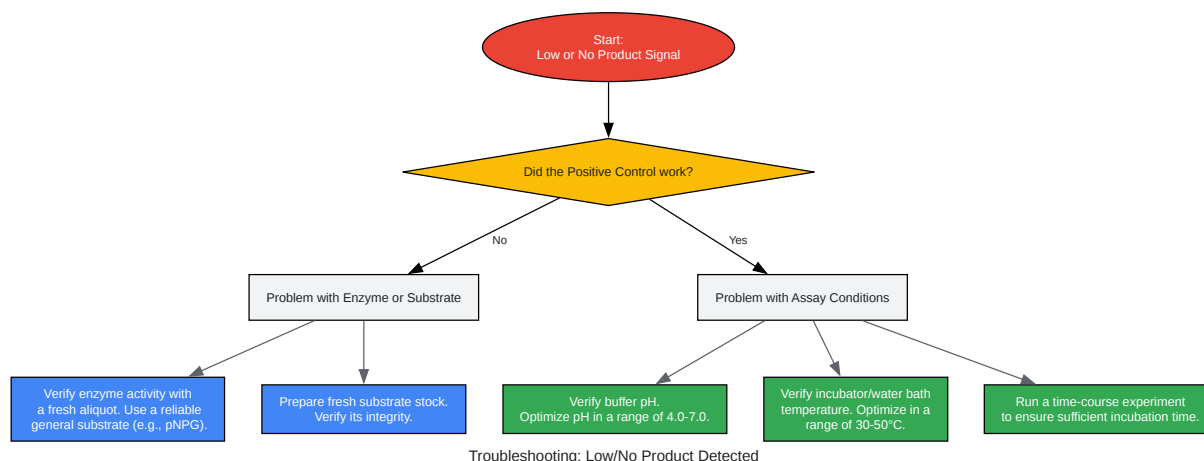 Start:
Low or No Product Signal
Did the Positive Control work?
No
Yes
Problem with Enzyme or Substrate
Problem with Assay Conditions
Verify enzyme activity with
a fresh aliquot. Use a reliable
general substrate (e.g., pNPG).
Prepare fresh substrate stock.
Verify its integrity.
Verify buffer pH.
Optimize pH in a range of 4.0-7.0.
Verify incubator/water bath
temperature. Optimize in a
range of 30-50°C.
Run a time-course experiment
to ensure sufficient incubation time.
Troubleshooting: Low/No Product Detected